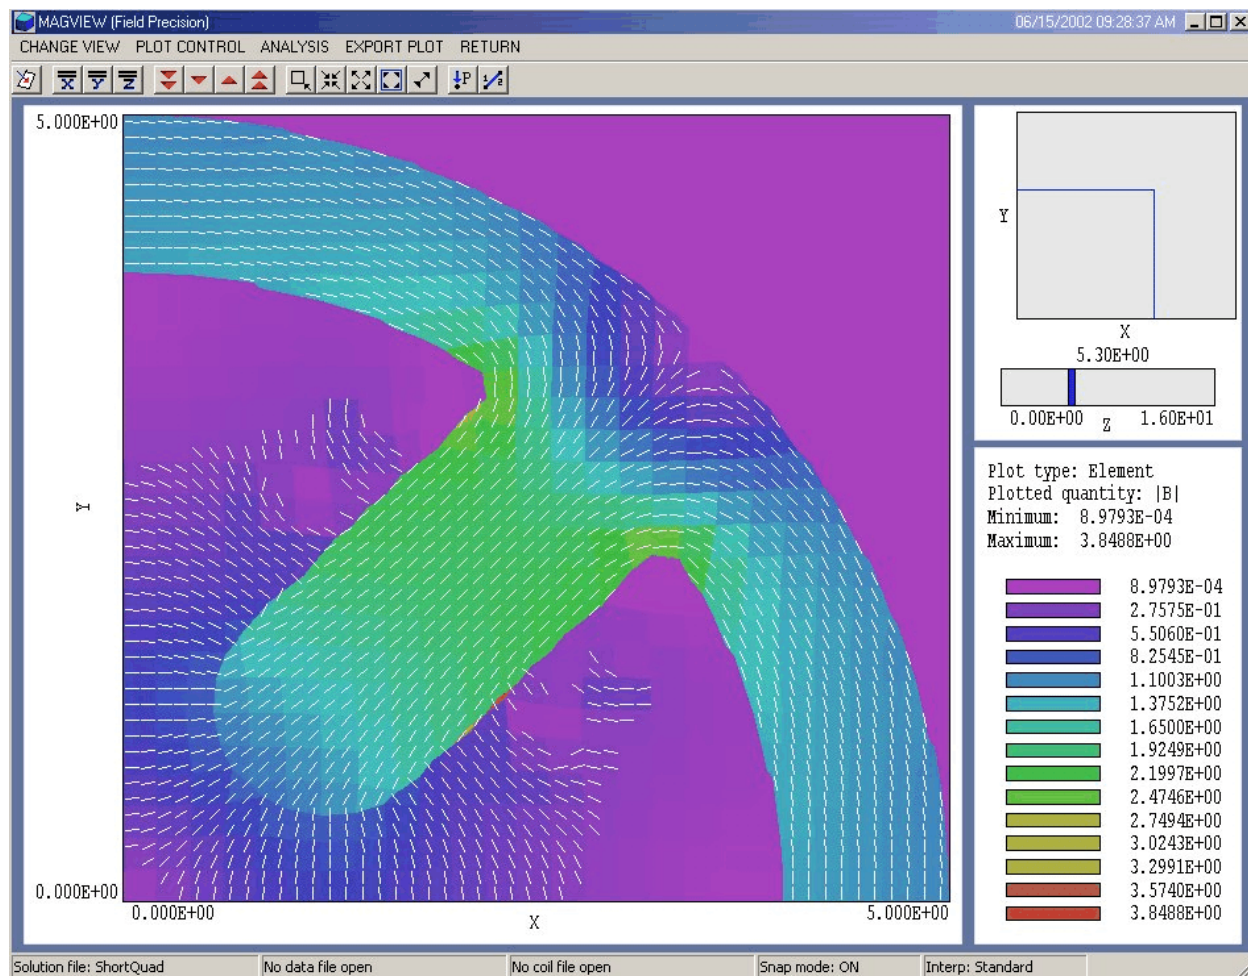 MAGVIEW (Field Precision) 06/15/2002 09:28:37 AM
CHANGE VIEW PLOT CONTROL ANALYSIS EXPORT PLOT RETURN
X Y Z P 1/2
5.000E+00
Y
0.000E+00
0.000E+00
X
5.000E+00
Y
X
5.30E+00
0.00E+00 Z 1.60E+01
Plot type: Element
Plotted quantity: |B|
Minimum: 8.9793E-04
Maximum: 3.8488E+00
8.9793E-04
2.7575E-01
5.5060E-01
8.2545E-01
1.1003E+00
1.3752E+00
1.6500E+00
1.9249E+00
2.1997E+00
2.4746E+00
2.7494E+00
3.0243E+00
3.2991E+00
3.5740E+00
3.8488E+00
Solution file: ShortQuad No data file open No coil file open Snap mode: ON Interp: Standard